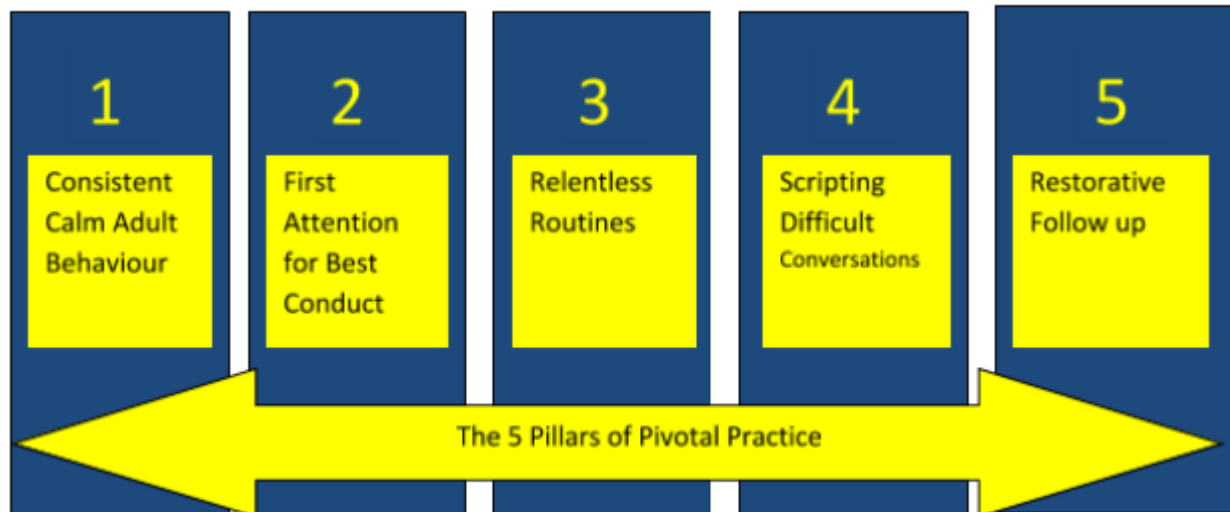 1
Consistent
Calm Adult
Behaviour
2
First
Attention
for Best
Conduct
3
Relentless
Routines
4
Scripting
Difficult
Conversations
5
Restorative
Follow up
The 5 Pillars of Pivotal Practice